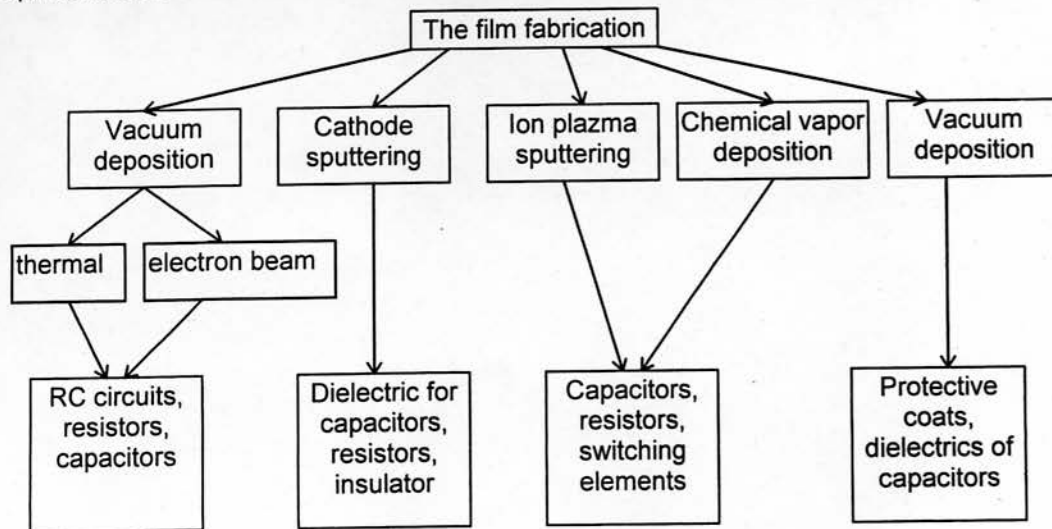 The film fabrication
Vacuum
deposition
Cathode
sputtering
Ion plazma
sputtering
Chemical vapor
deposition
Vacuum
deposition
thermal
electron beam
RC circuits,
resistors,
capacitors
Dielectric for
capacitors,
resistors,
insulator
Capacitors,
resistors,
switching
elements
Protective
coats,
dielectrics of
capacitors